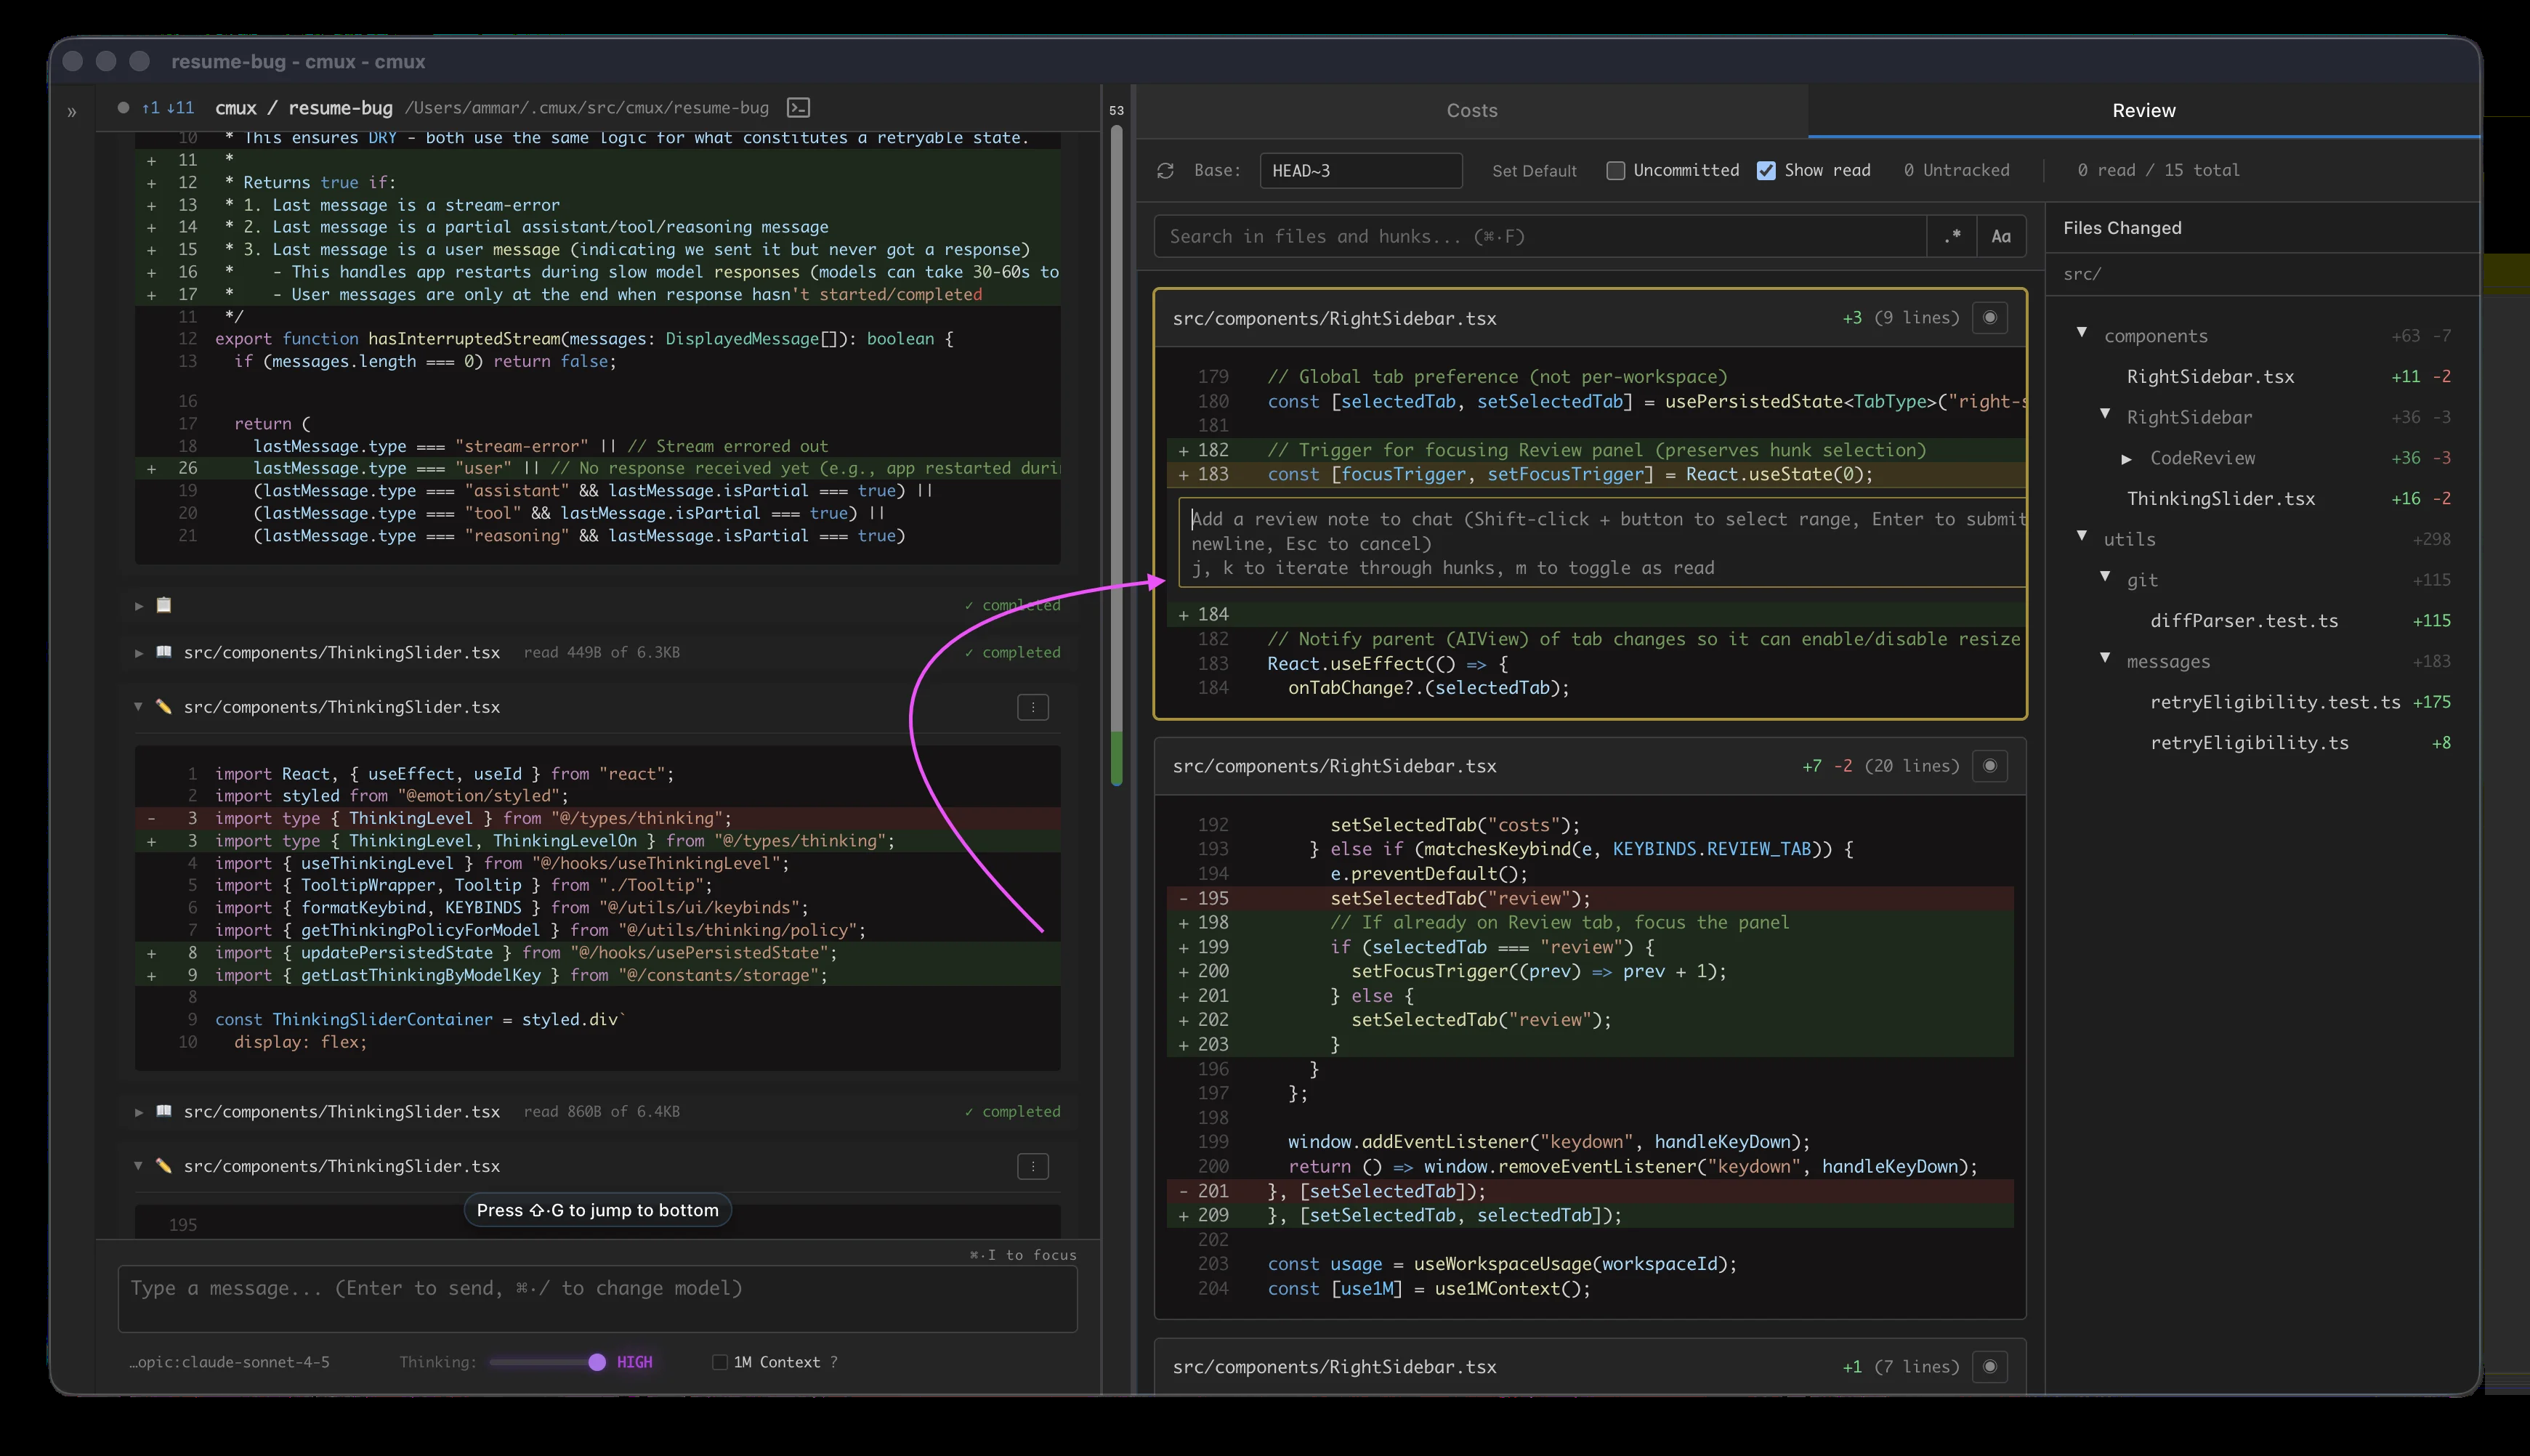 resume-bug - cmux - cmux
»
↑1 ↓11 cmux / resume-bug /Users/ammar/.cmux/src/cmux/resume-bug
10 * This ensures DRY - both use the same logic for what constitutes a retryable state.
+ 11 *
+ 12 * Returns true if:
+ 13 * 1. Last message is a stream-error
+ 14 * 2. Last message is a partial assistant/tool/reasoning message
+ 15 * 3. Last message is a user message (indicating we sent it but never got a response)
+ 16 *    - This handles app restarts during slow model responses (models can take 30-60s to
+ 17 *    - User messages are only at the end when response hasn't started/completed
11 */
12 export function hasInterruptedStream(messages: DisplayedMessage[]): boolean {
13   if (messages.length === 0) return false;
16
17   return (
18     lastMessage.type === "stream-error" || // Stream errored out
+ 26     lastMessage.type === "user" || // No response received yet (e.g., app restarted duri
19     (lastMessage.type === "assistant" && lastMessage.isPartial === true) ||
20     (lastMessage.type === "tool" && lastMessage.isPartial === true) ||
21     (lastMessage.type === "reasoning" && lastMessage.isPartial === true)
✓ completed
src/components/ThinkingSlider.tsx read 449B of 6.3KB ✓ completed
src/components/ThinkingSlider.tsx
1 import React, { useEffect, useId } from "react";
2 import styled from "@emotion/styled";
- 3 import type { ThinkingLevel } from "@/types/thinking";
+ 3 import type { ThinkingLevel, ThinkingLevelOn } from "@/types/thinking";
4 import { useThinkingLevel } from "@/hooks/useThinkingLevel";
5 import { TooltipWrapper, Tooltip } from "./Tooltip";
6 import { formatKeybind, KEYBINDS } from "@/utils/ui/keybinds";
7 import { getThinkingPolicyForModel } from "@/utils/thinking/policy";
+ 8 import { updatePersistedState } from "@/hooks/usePersistedState";
+ 9 import { getLastThinkingByModelKey } from "@/constants/storage";
8
9 const ThinkingSliderContainer = styled.div`
10   display: flex;
src/components/ThinkingSlider.tsx read 860B of 6.4KB ✓ completed
src/components/ThinkingSlider.tsx
195
Press ⇧·G to jump to bottom
⌘·I to focus
Type a message... (Enter to send, ⌘·/ to change model)
…opic:claude-sonnet-4-5 Thinking: HIGH 1M Context ?
53
Costs Review
Base: HEAD~3 Set Default Uncommitted Show read 0 Untracked 0 read / 15 total
Search in files and hunks... (⌘·F) .* Aa
src/components/RightSidebar.tsx +3 (9 lines)
179 // Global tab preference (not per-workspace)
180 const [selectedTab, setSelectedTab] = usePersistedState<TabType>("right-s
181
+ 182 // Trigger for focusing Review panel (preserves hunk selection)
+ 183 const [focusTrigger, setFocusTrigger] = React.useState(0);
Add a review note to chat (Shift-click + button to select range, Enter to submit
newline, Esc to cancel)
j, k to iterate through hunks, m to toggle as read
+ 184
182 // Notify parent (AIView) of tab changes so it can enable/disable resize
183 React.useEffect(() => {
184   onTabChange?.(selectedTab);
src/components/RightSidebar.tsx +7 -2 (20 lines)
192       setSelectedTab("costs");
193     } else if (matchesKeybind(e, KEYBINDS.REVIEW_TAB)) {
194       e.preventDefault();
- 195       setSelectedTab("review");
+ 198       // If already on Review tab, focus the panel
+ 199       if (selectedTab === "review") {
+ 200         setFocusTrigger((prev) => prev + 1);
+ 201       } else {
+ 202         setSelectedTab("review");
+ 203       }
196     }
197   };
198
199   window.addEventListener("keydown", handleKeyDown);
200   return () => window.removeEventListener("keydown", handleKeyDown);
- 201 }, [setSelectedTab]);
+ 209 }, [setSelectedTab, selectedTab]);
202
203 const usage = useWorkspaceUsage(workspaceId);
204 const [use1M] = use1MContext();
src/components/RightSidebar.tsx +1 (7 lines)
Files Changed
src/
components +63 -7
RightSidebar.tsx +11 -2
RightSidebar +36 -3
CodeReview +36 -3
ThinkingSlider.tsx +16 -2
utils +298
git +115
diffParser.test.ts +115
messages +183
retryEligibility.test.ts +175
retryEligibility.ts +8